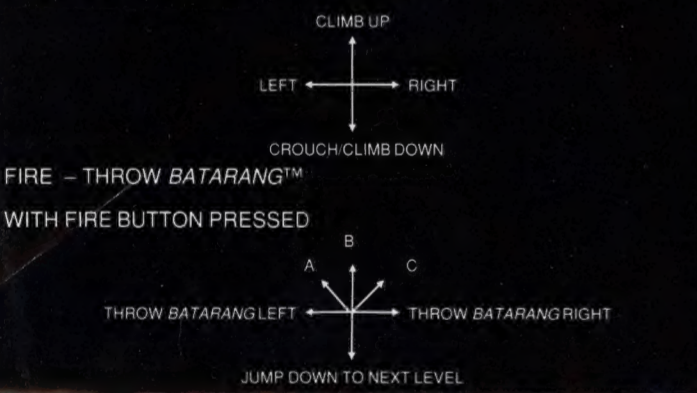 CLIMB UP
LEFT RIGHT
CROUCH/CLIMB DOWN
FIRE – THROW BATARANG™
WITH FIRE BUTTON PRESSED
B
A C
THROW BATARANG LEFT THROW BATARANG RIGHT
JUMP DOWN TO NEXT LEVEL